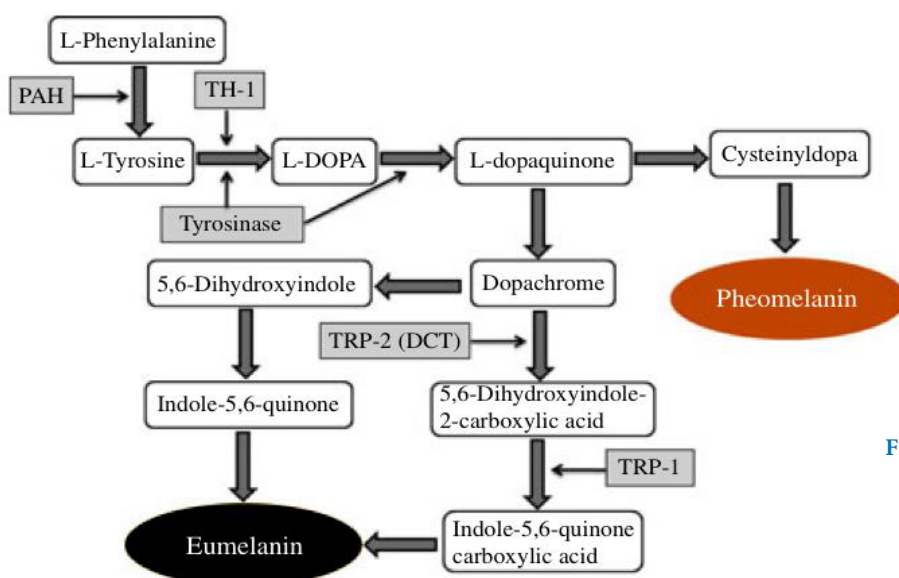 L-Phenylalanine
PAH
TH-1
L-Tyrosine
L-DOPA
L-dopaquinone
Cysteinyldopa
Tyrosinase
5,6-Dihydroxyindole
Dopachrome
Pheomelanin
TRP-2 (DCT)
Indole-5,6-quinone
5,6-Dihydroxyindole-
2-carboxylic acid
F
TRP-1
Eumelanin
Indole-5,6-quinone
carboxylic acid